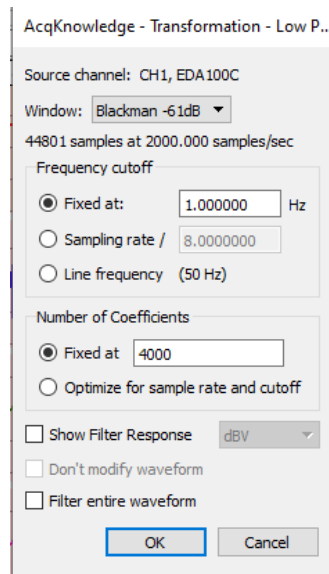 AcqKnowledge - Transformation - Low P...
Source channel: CH1, EDA100C
Window: Blackman -61dB
44801 samples at 2000.000 samples/sec
Frequency cutoff
Fixed at: 1.000000 Hz
Sampling rate / 8.0000000
Line frequency (50 Hz)
Number of Coefficients
Fixed at 4000
Optimize for sample rate and cutoff
Show Filter Response dBV
Don't modify waveform
Filter entire waveform
OK Cancel